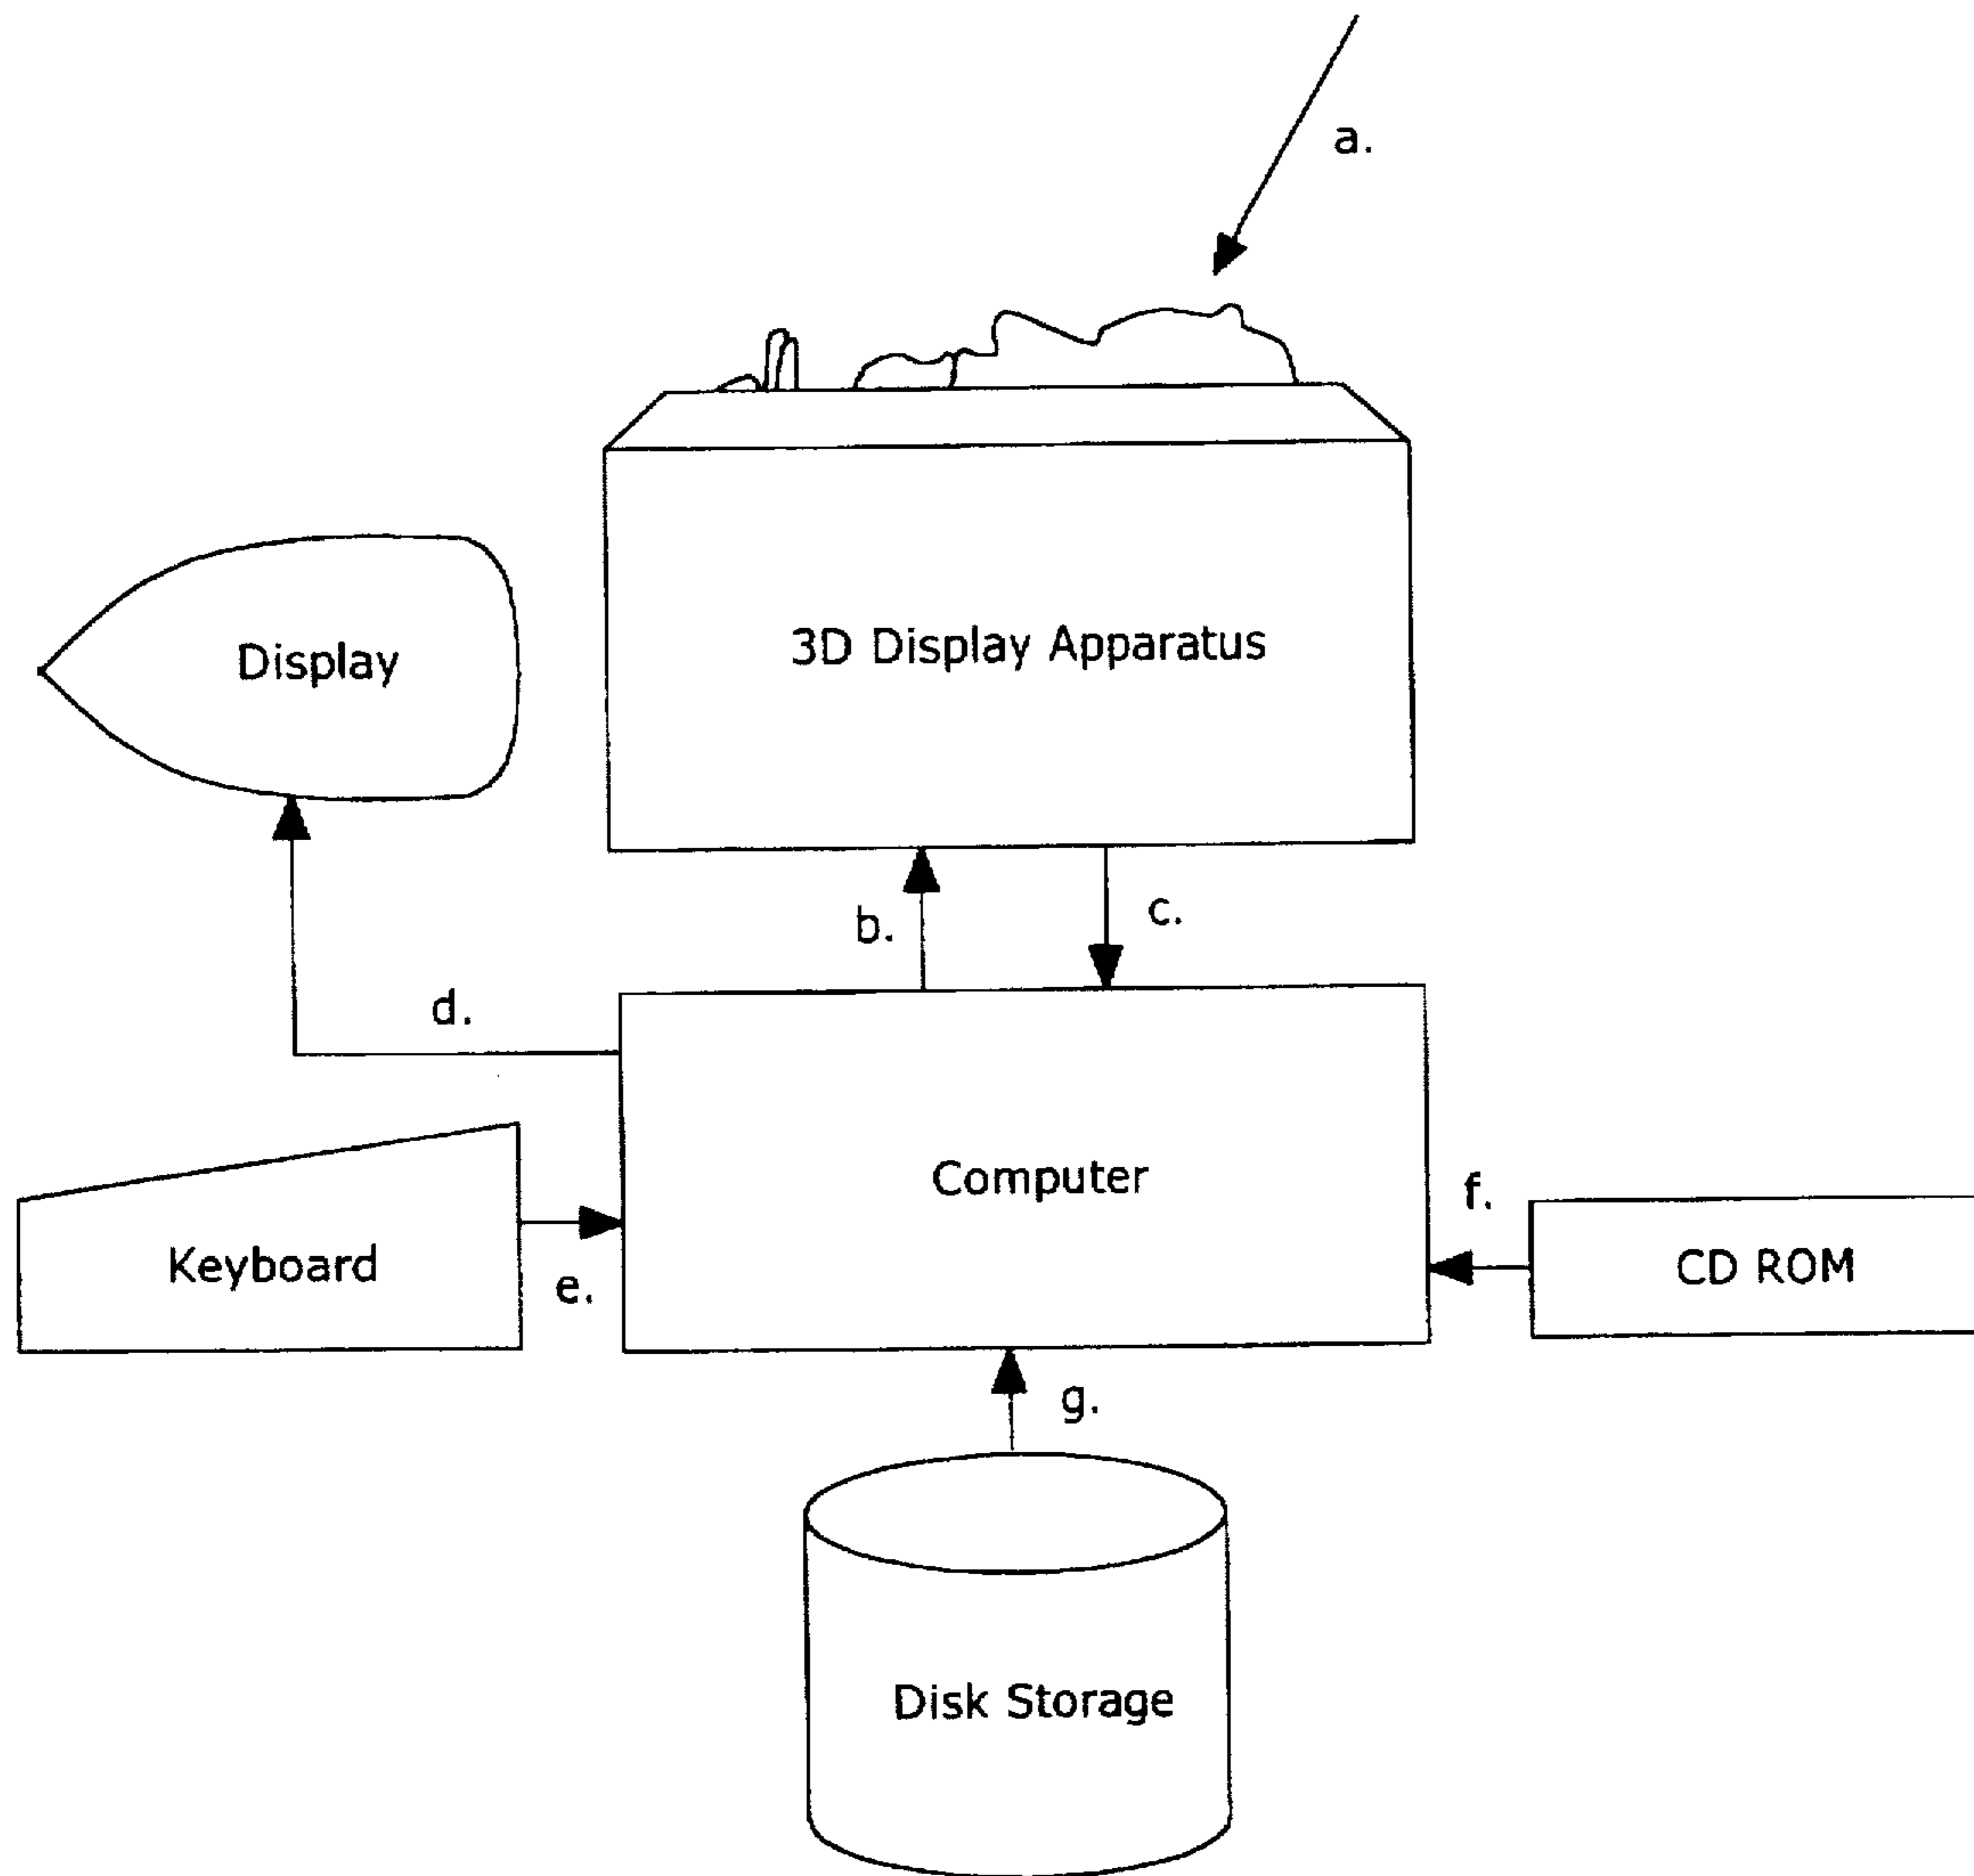 a.
Display
3D Display Apparatus
b.
c.
d.
Computer
f.
Keyboard
e.
CD ROM
g.
Disk Storage